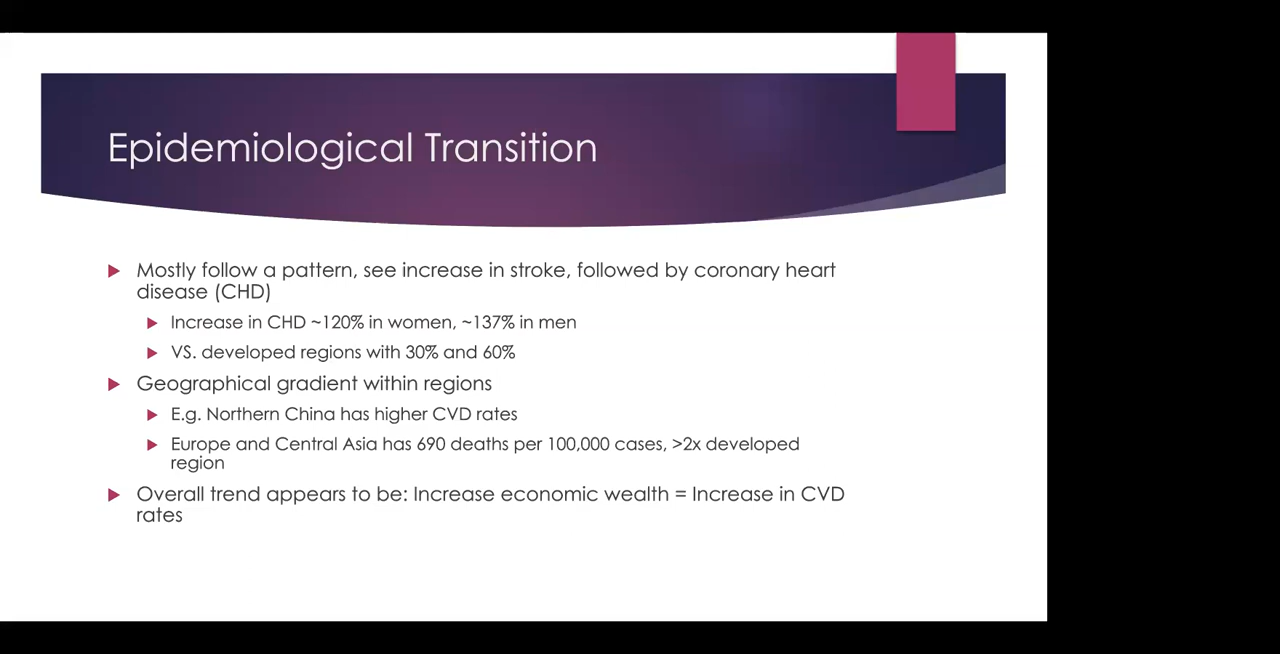 Epidemiological Transition
Mostly follow a pattern, see increase in stroke, followed by coronary heart
disease (CHD)
Increase in CHD ~120% in women, ~137% in men
VS. developed regions with 30% and 60%
Geographical gradient within regions
E.g. Northern China has higher CVD rates
Europe and Central Asia has 690 deaths per 100,000 cases, >2x developed
region
Overall trend appears to be: Increase economic wealth = Increase in CVD
rates